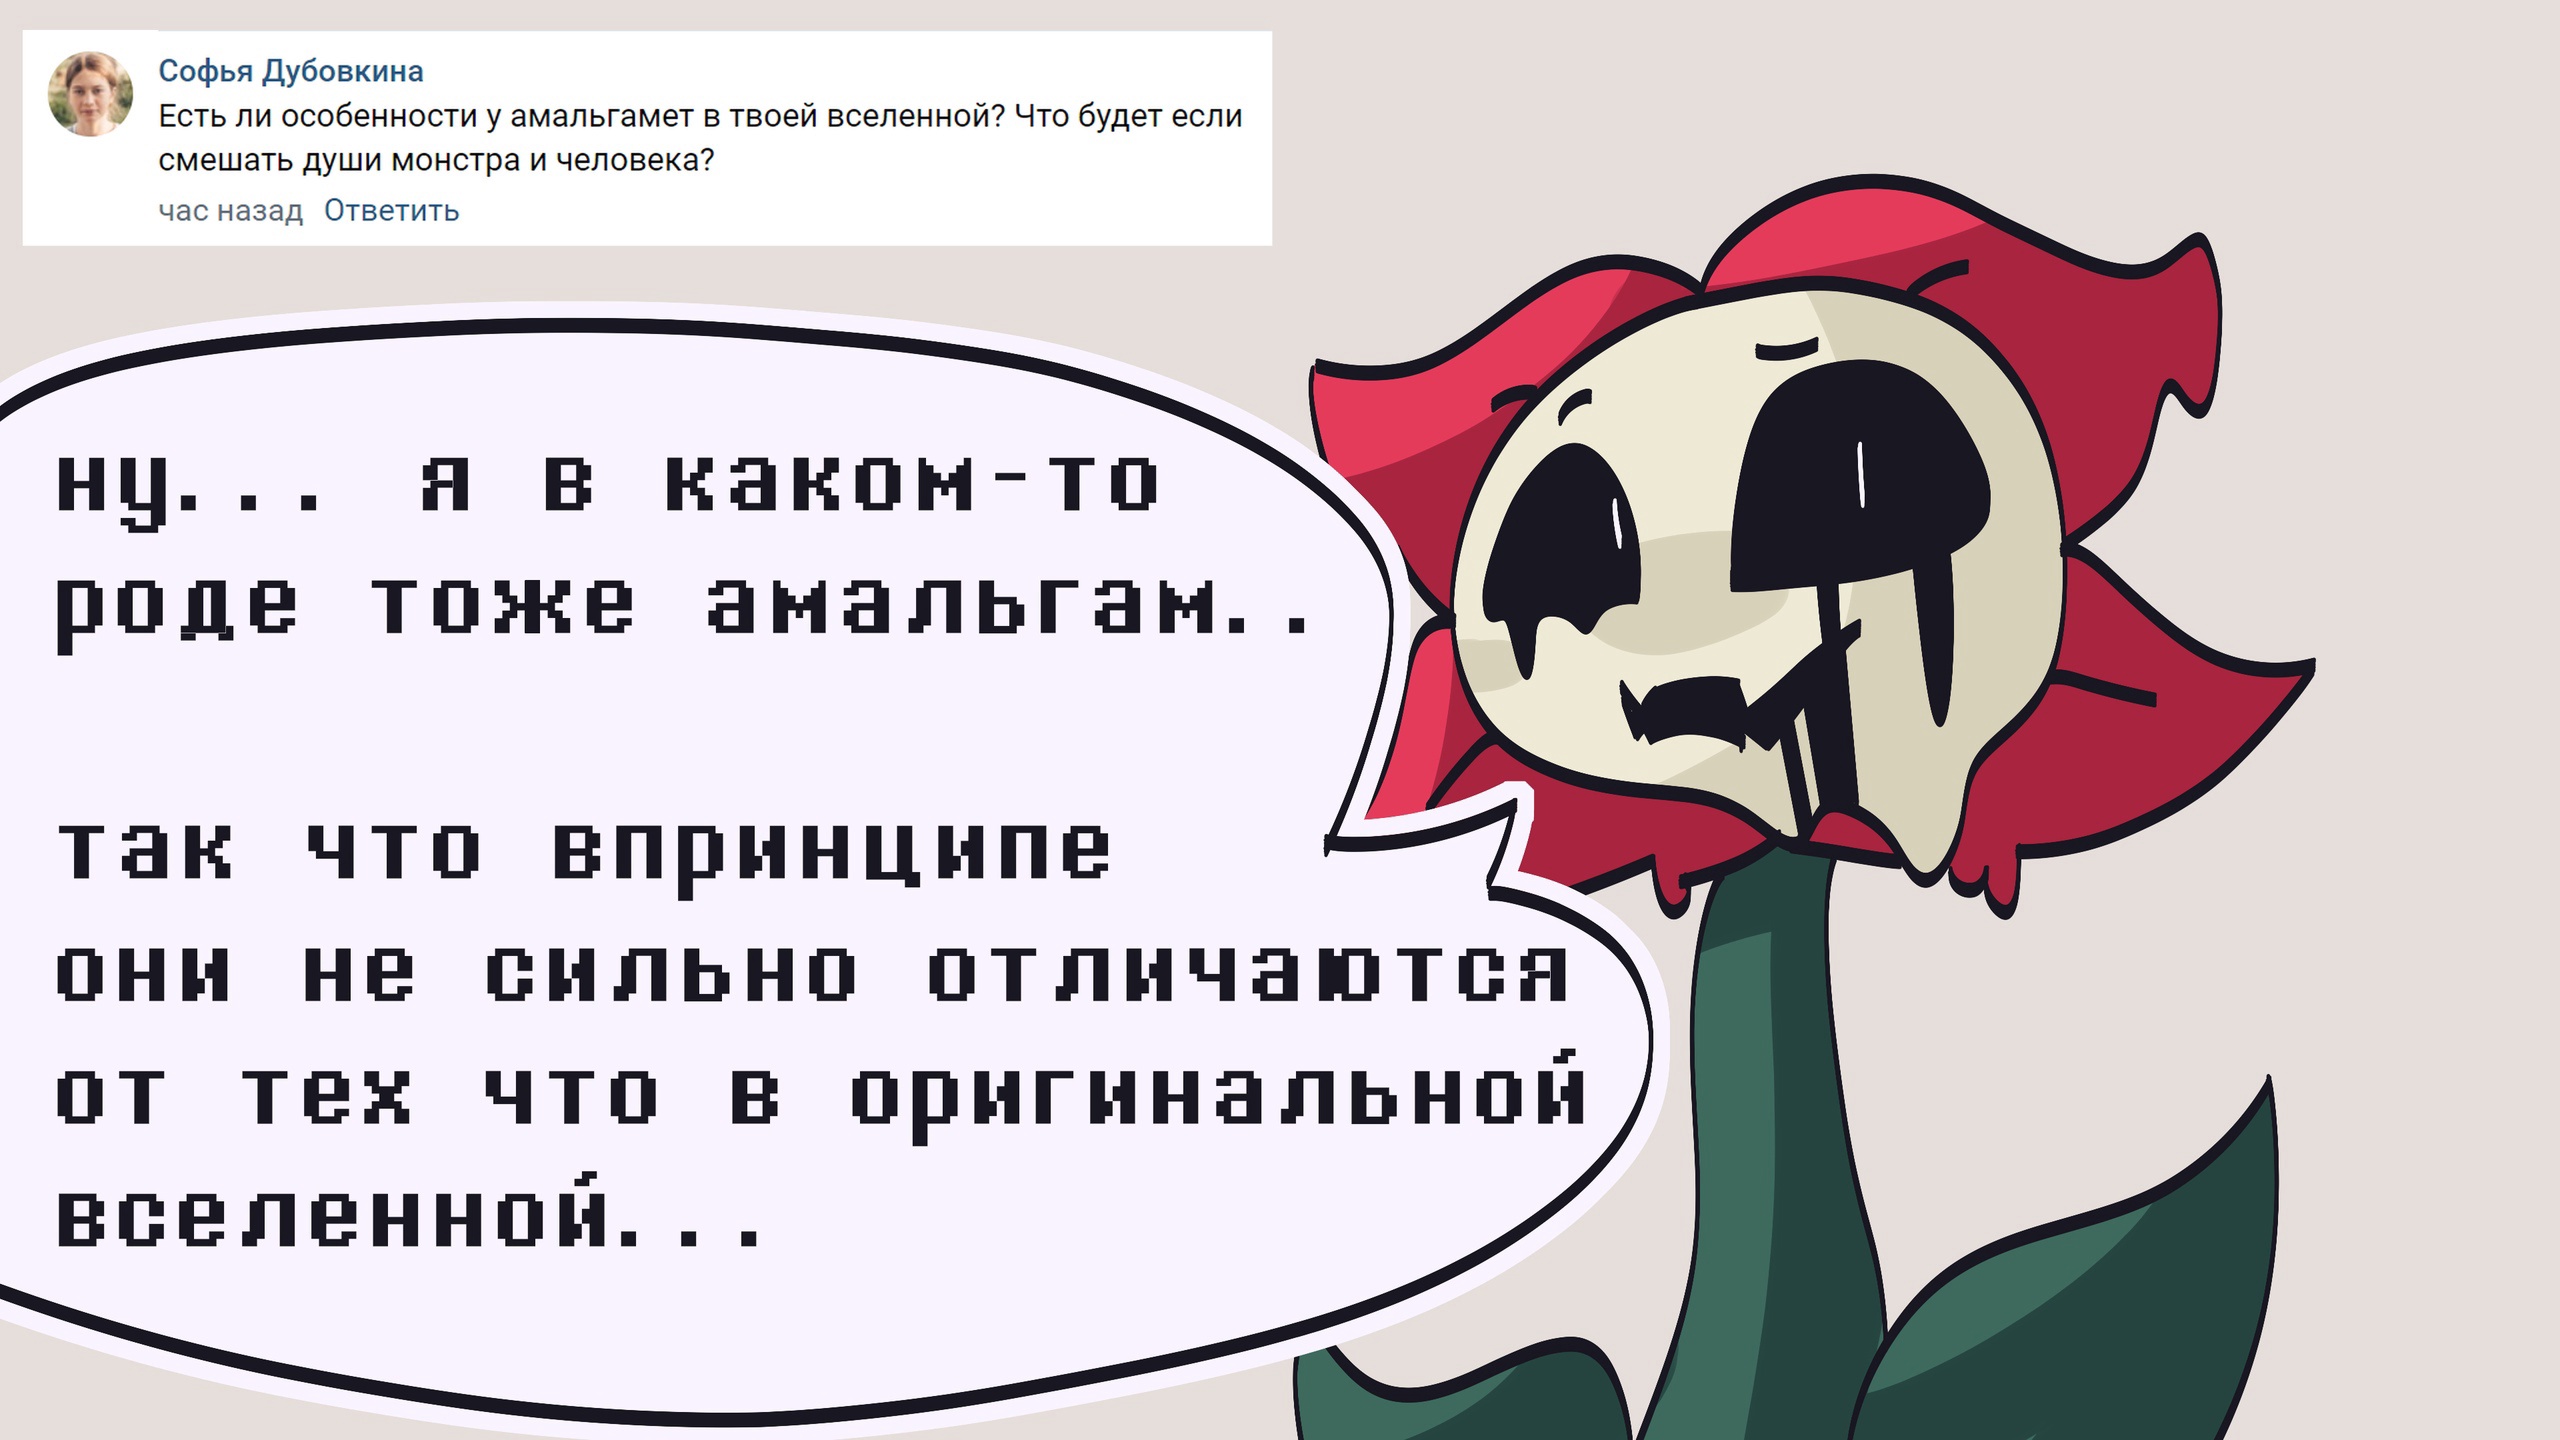 Софья Дубовкина
Есть ли особенности у амальгамет в твоей вселенной? Что будет если
смешать души монстра и человека?
час назад Ответить
ну... я в каком-то
роде тоже амальгам..
так что впринципе
они не сильно отличаются
от тех что в оригинальной
вселенной...